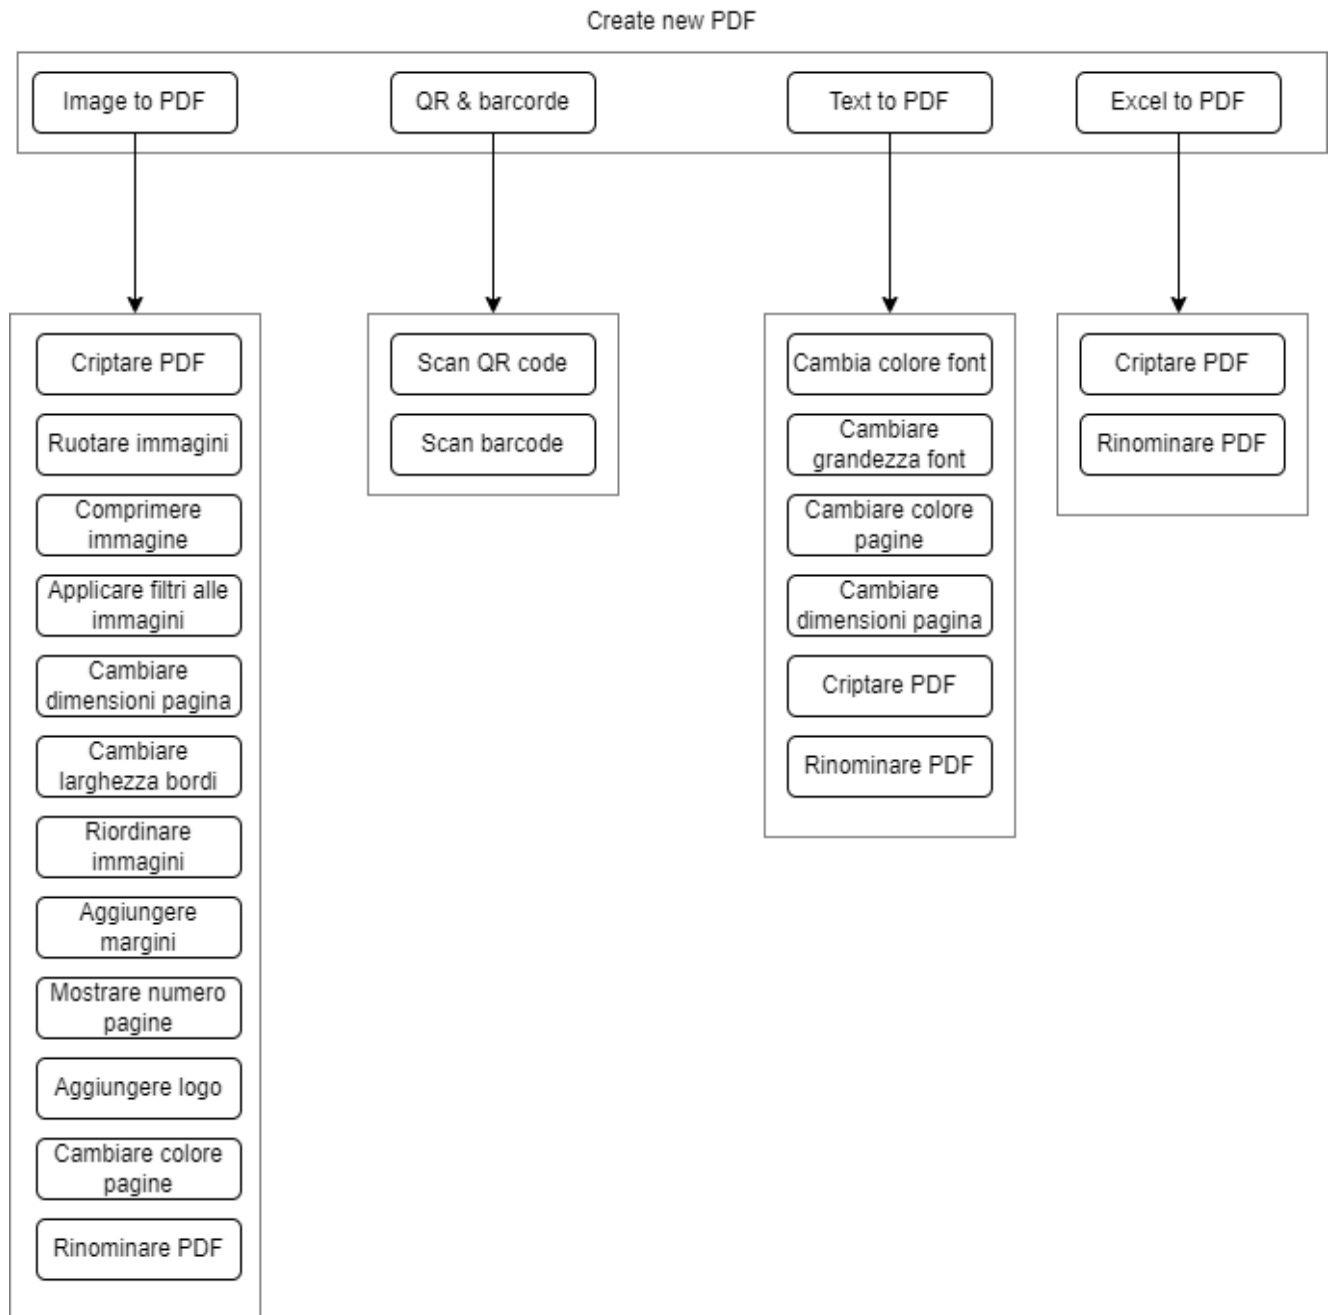 Create new PDF
Image to PDF
QR & barcorde
Text to PDF
Excel to PDF
Criptare PDF
Ruotare immagini
Comprimere
immagine
Applicare filtri alle
immagini
Cambiare
dimensioni pagina
Cambiare
larghezza bordi
Riordinare
immagini
Aggiungere
margini
Mostrare numero
pagine
Aggiungere logo
Cambiare colore
pagine
Rinominare PDF
Scan QR code
Scan barcode
Cambia colore font
Cambiare
grandezza font
Cambiare colore
pagine
Cambiare
dimensioni pagina
Criptare PDF
Rinominare PDF
Criptare PDF
Rinominare PDF